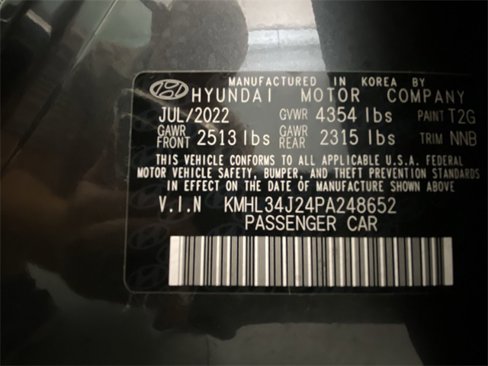 MANUFACTURED IN KOREA BY
HYUNDAI MOTOR COMPANY
JUL/2022 GVWR 4354 lbs PAINT T2G
GAWR FRONT 2513 lbs GAWR REAR 2315 lbs TRIM NNB
THIS VEHICLE CONFORMS TO ALL APPLICABLE U.S.A. FEDERAL
MOTOR VEHICLE SAFETY, BUMPER, AND THEFT PREVENTION STANDARDS
IN EFFECT ON THE DATE OF MANUFACTURE SHOWN ABOVE
V.I.N KMHL34J24PA248652
PASSENGER CAR